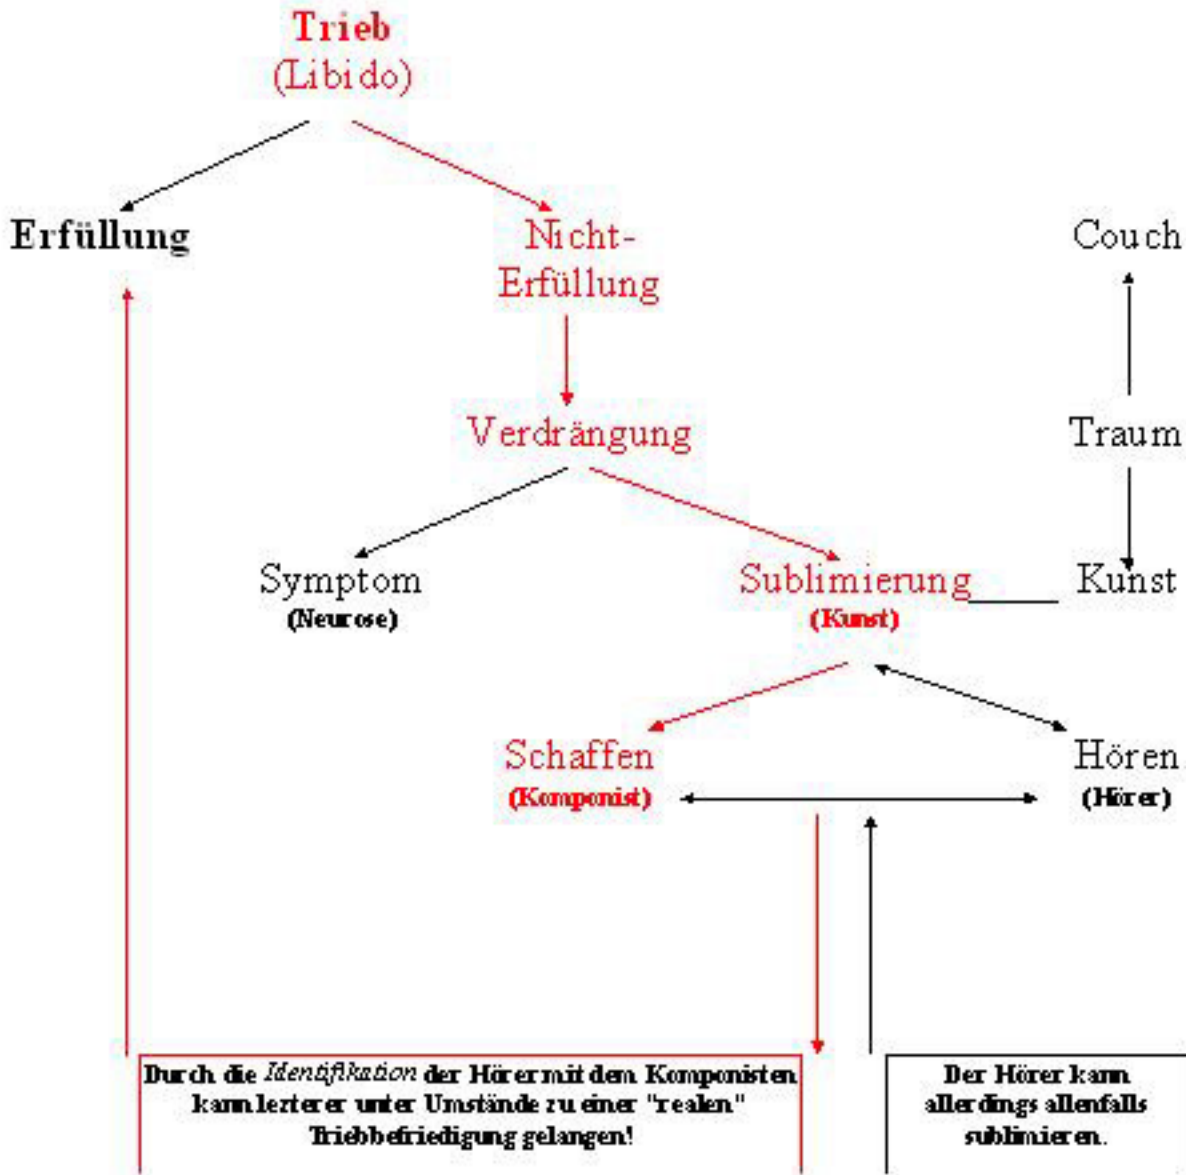 Trieb
(Libido)
Erfüllung
Nicht-
Erfüllung
Couch
Verdrängung
Traum
Symptom
(Neurose)
Sublimierung
(Kunst)
Kunst
Schaffen
(Komponist)
Hören
(Hörer)
Durch die Identifikation der Hörer mit dem Komponisten
kann lezterer unter Umstände zu einer "realen"
Triebbefriedigung gelangen!
Der Hörer kann
allerdings allenfalls
sublimieren.